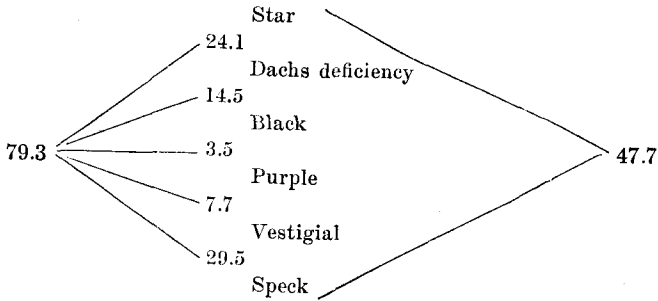 Star
24.1
Dachs deficiency
14.5
Black
79.3
3.5
47.7
Purple
7.7
Vestigial
29.5
Speck